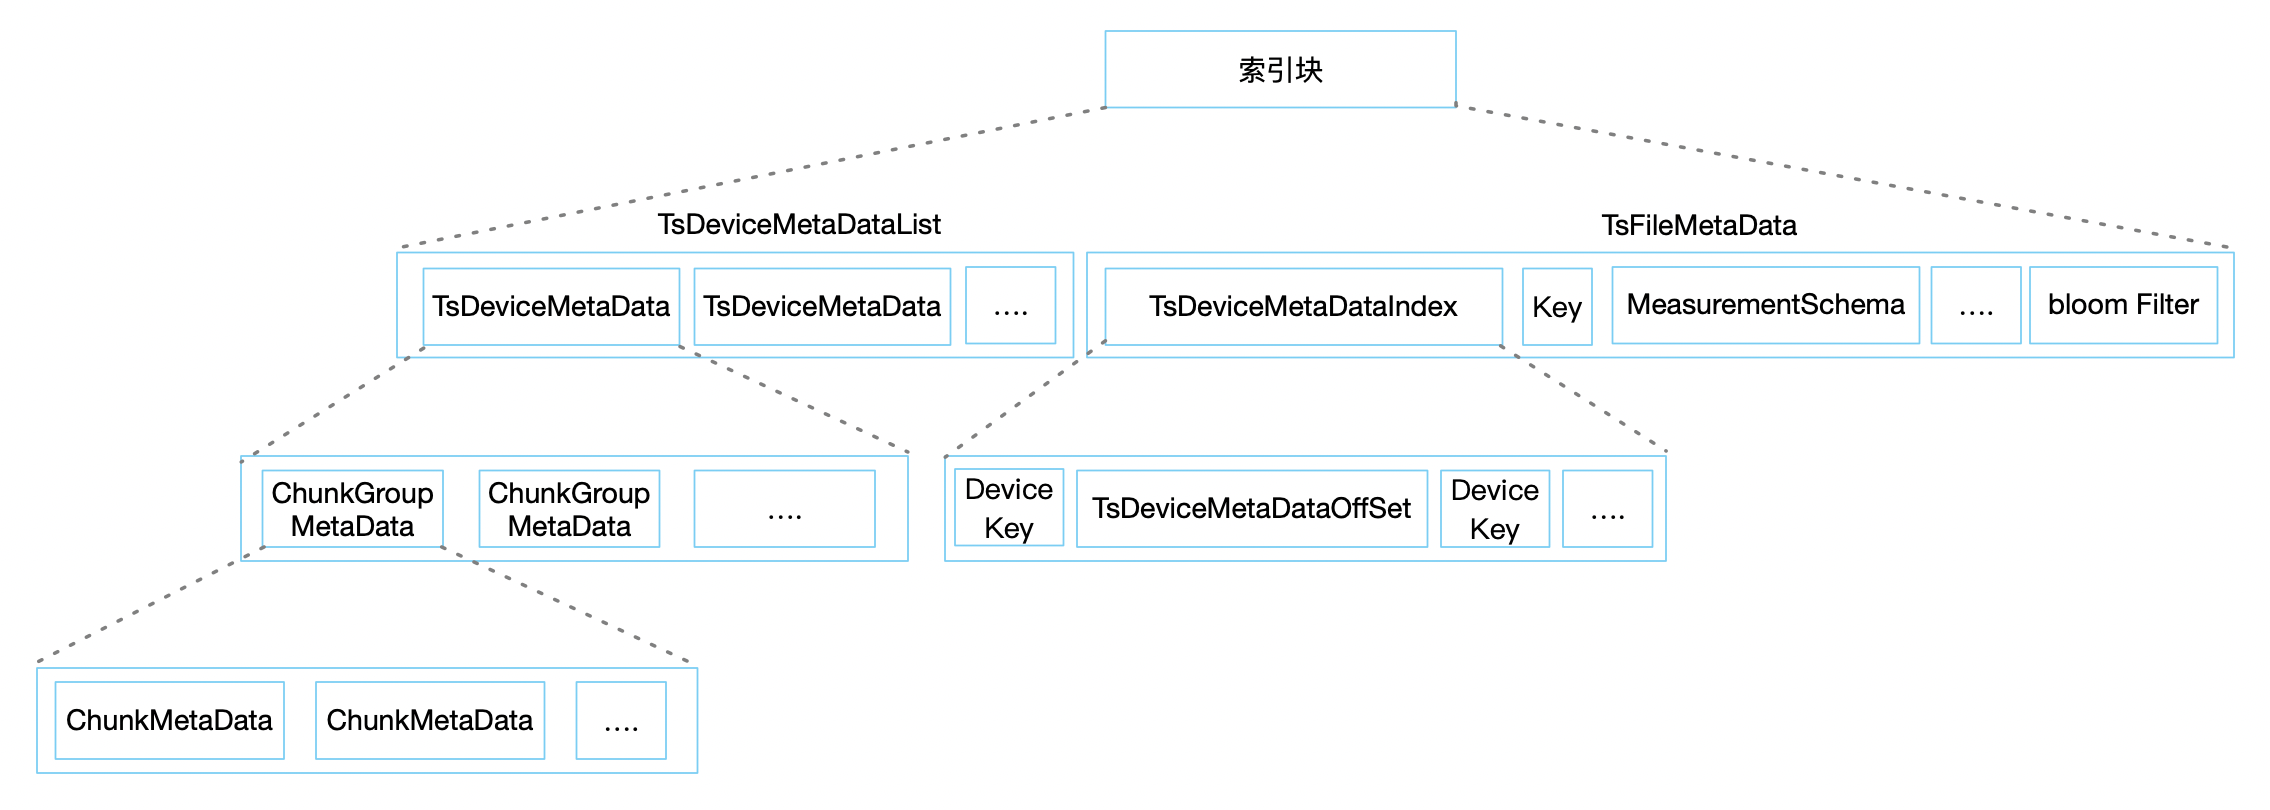 索引块
TsDeviceMetaDataList
TsFileMetaData
TsDeviceMetaData
TsDeviceMetaData
....
TsDeviceMetaDataIndex
Key
MeasurementSchema
....
bloom Filter
ChunkGroup
MetaData
ChunkGroup
MetaData
....
Device
Key
TsDeviceMetaDataOffSet
Device
Key
....
ChunkMetaData
ChunkMetaData
....